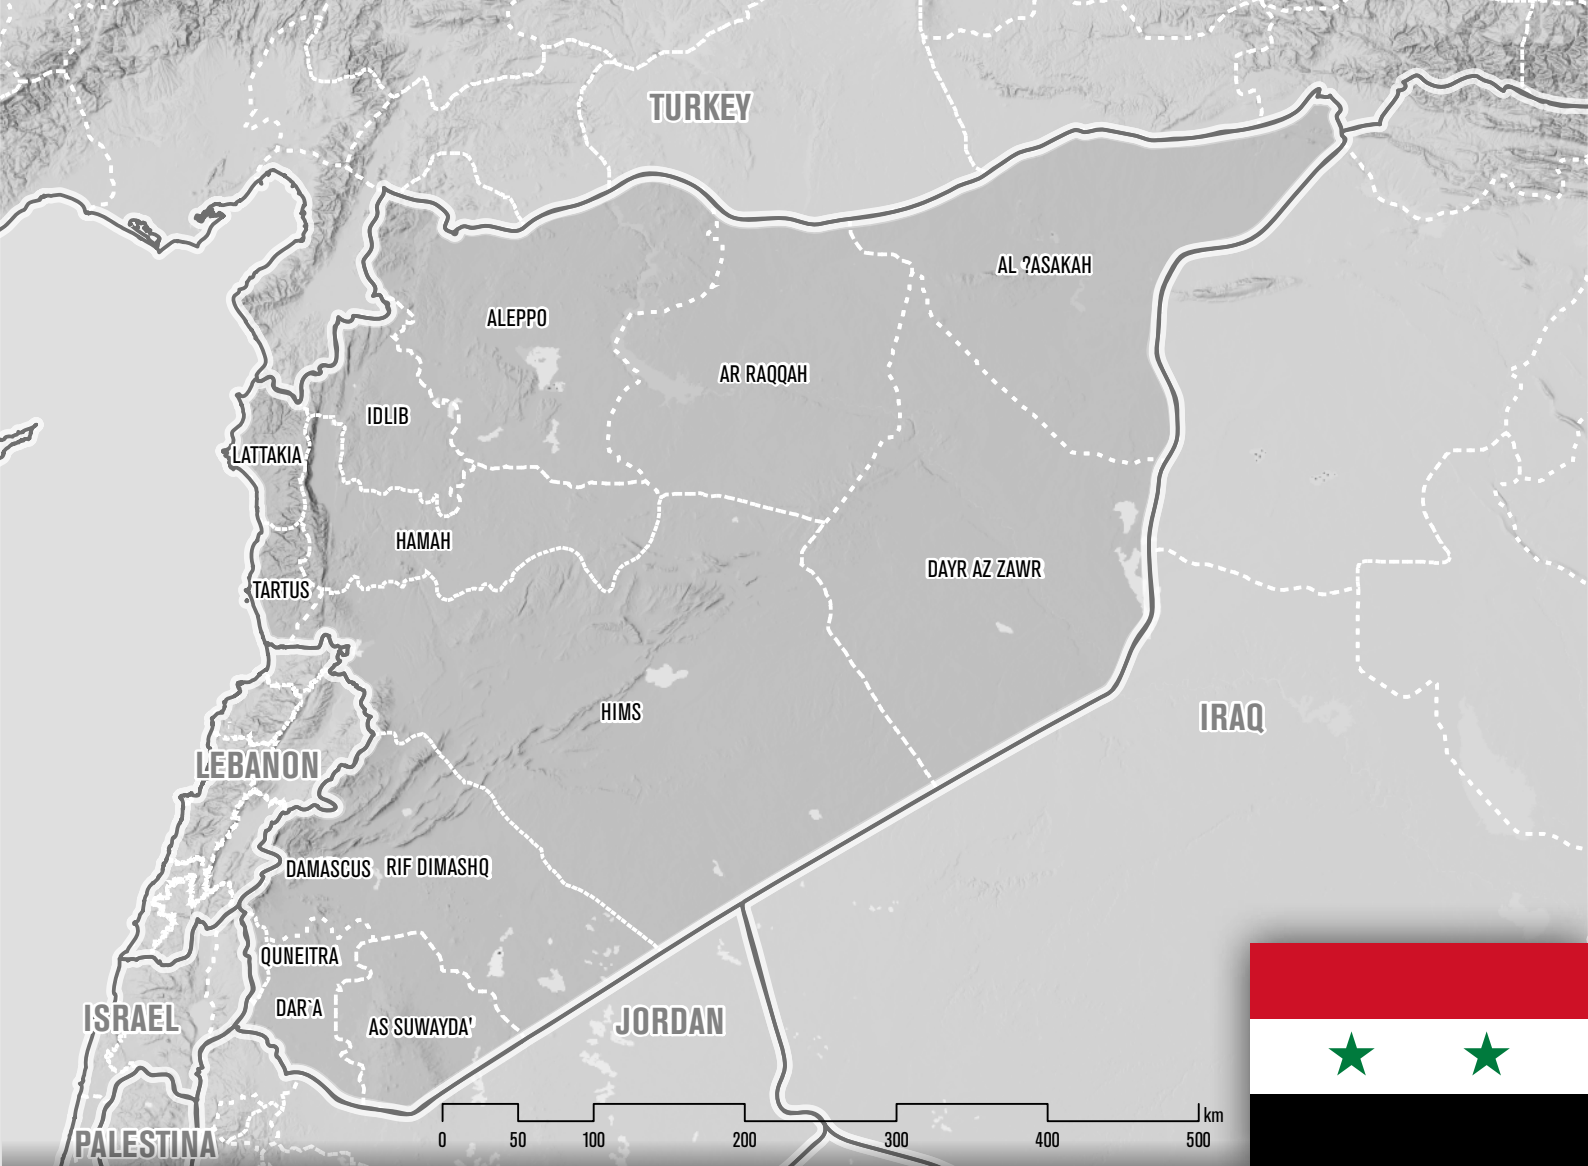 TURKEY
AL ?ASAKAH
ALEPPO
AR RAQQAH
IDLIB
LATTAKIA
HAMAH
DAYR AZ ZAWR
TARTUS
HIMS
IRAQ
LEBANON
DAMASCUS RIF DIMASHQ
QUNEITRA
DAR`A
ISRAEL
AS SUWAYDA'
JORDAN
km
0 50 100 200 300 400 500
PALESTINA